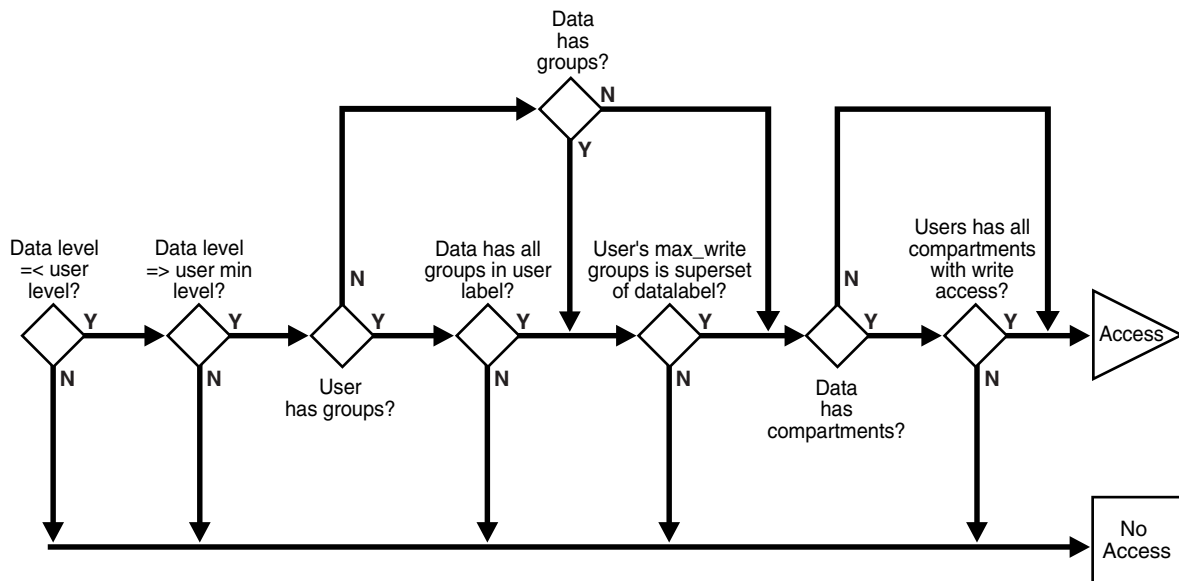 Data
has
groups?
N
Y
Data level
=< user
level?
Y
N
Data level
=> user min
level?
Y
N
N
Y
User
has groups?
Data has all
groups in user
label?
Y
N
User's max_write
groups is superset
of datalabel?
Y
N
N
Y
Data
has
compartments?
Users has all
compartments
with write
access?
Y
N
Access
No
Access